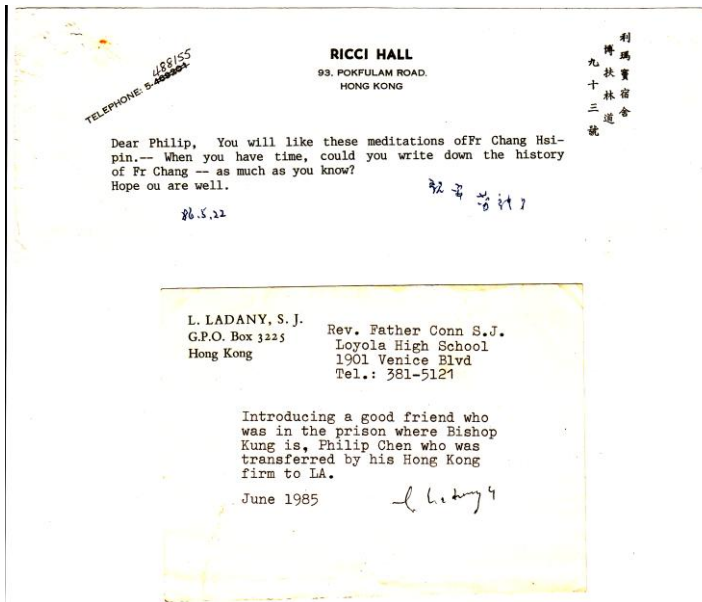 488155
TELEPHONE: 5-469301
RICCI HALL
93, POKFULAM ROAD.
HONG KONG
利瑪竇宿舍
博扶林道
九十三號
Dear Philip, You will like these meditations ofFr Chang Hsi-
pin.-- When you have time, could you write down the history
of Fr Chang -- as much as you know?
Hope ou are well.
86.5.22
L. LADANY, S. J.
G.P.O. Box 3225
Hong Kong
Rev. Father Conn S.J.
Loyola High School
1901 Venice Blvd
Tel.: 381-5121
Introducing a good friend who
was in the prison where Bishop
Kung is, Philip Chen who was
transferred by his Hong Kong
firm to LA.
June 1985
L Ladany